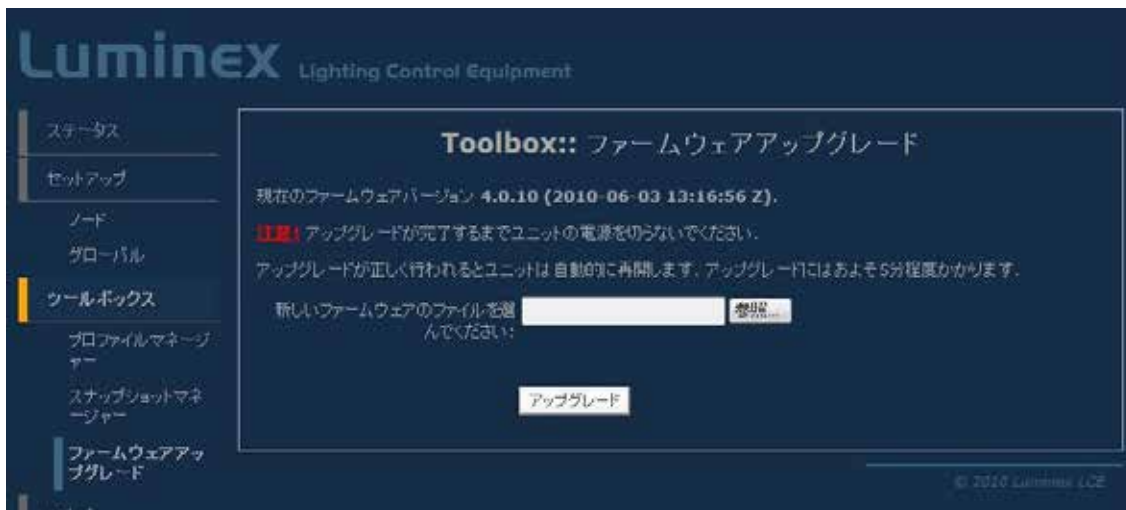 Luminex Lighting Control Equipment
ステータス
セットアップ
ノード
グローバル
ツールボックス
プロファイルマネージ
ャー
スナップショットマネ
ージャー
ファームウェアアッ
プグレード
Toolbox:: ファームウェアアップグレード
現在のファームウェアバージョン 4.0.10 (2010-06-03 13:16:56 Z).
注意! アップグレードが完了するまでユニットの電源を切らないでください.
アップグレードが正しく行われるとユニットは自動的に再開します. アップグレードにはおよそ5分程度かかります.
新しいファームウェアのファイルを選
んでください:
参照...
アップグレード
© 2010 Luminex LCE